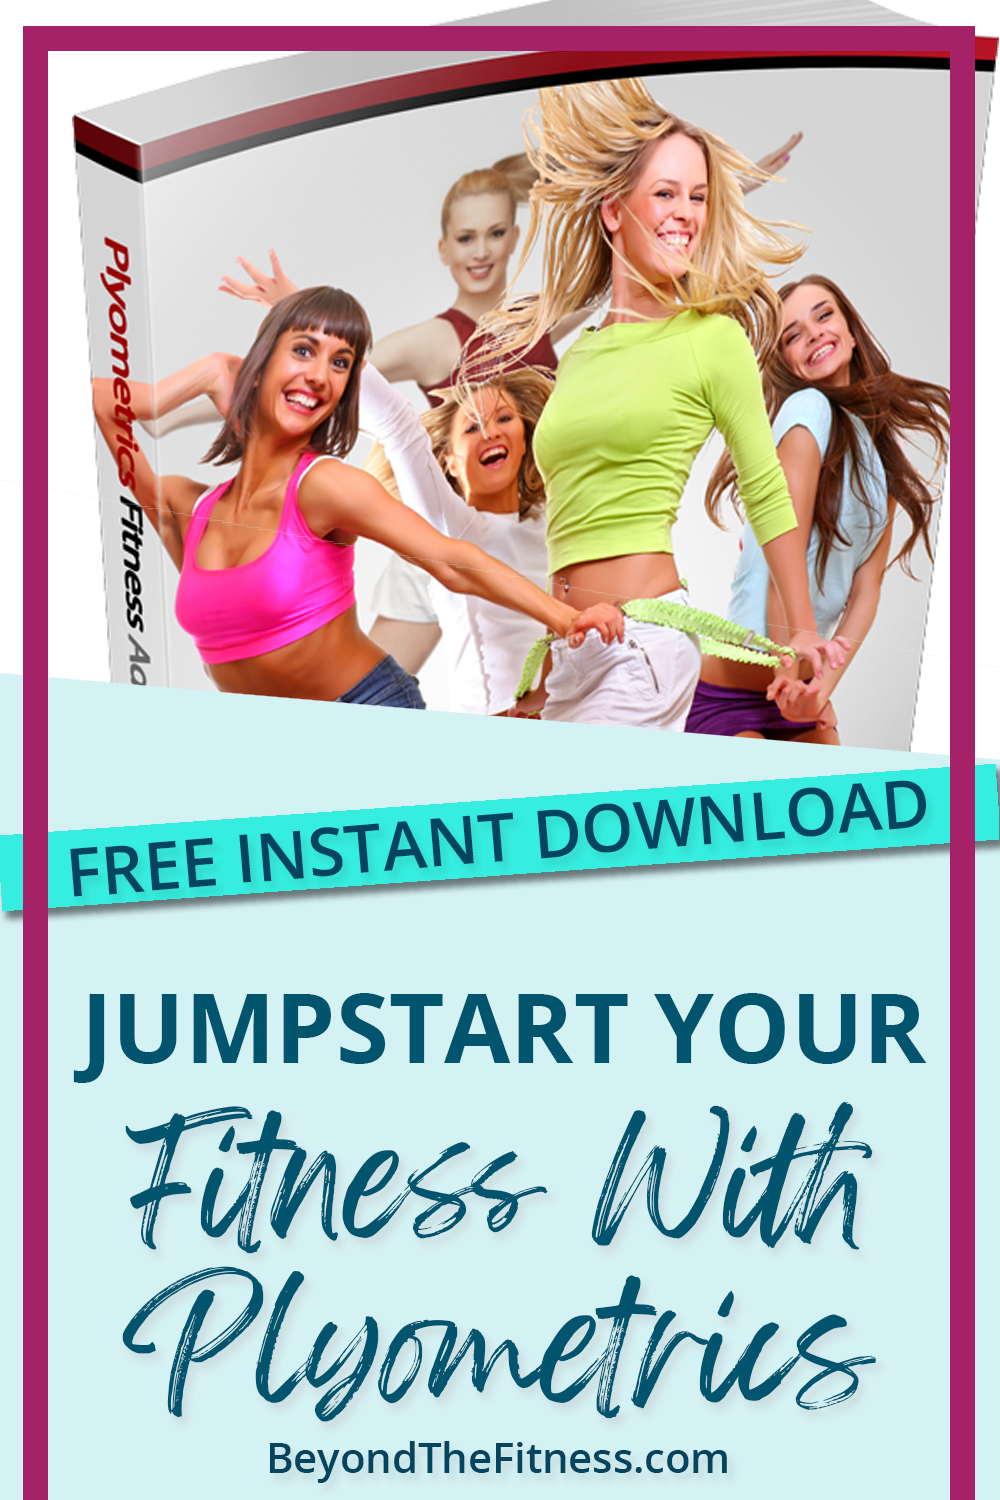 Plyometrics Fitness
FREE INSTANT DOWNLOAD
JUMPSTART YOUR
Fitness With
Plyometrics
BeyondTheFitness.com